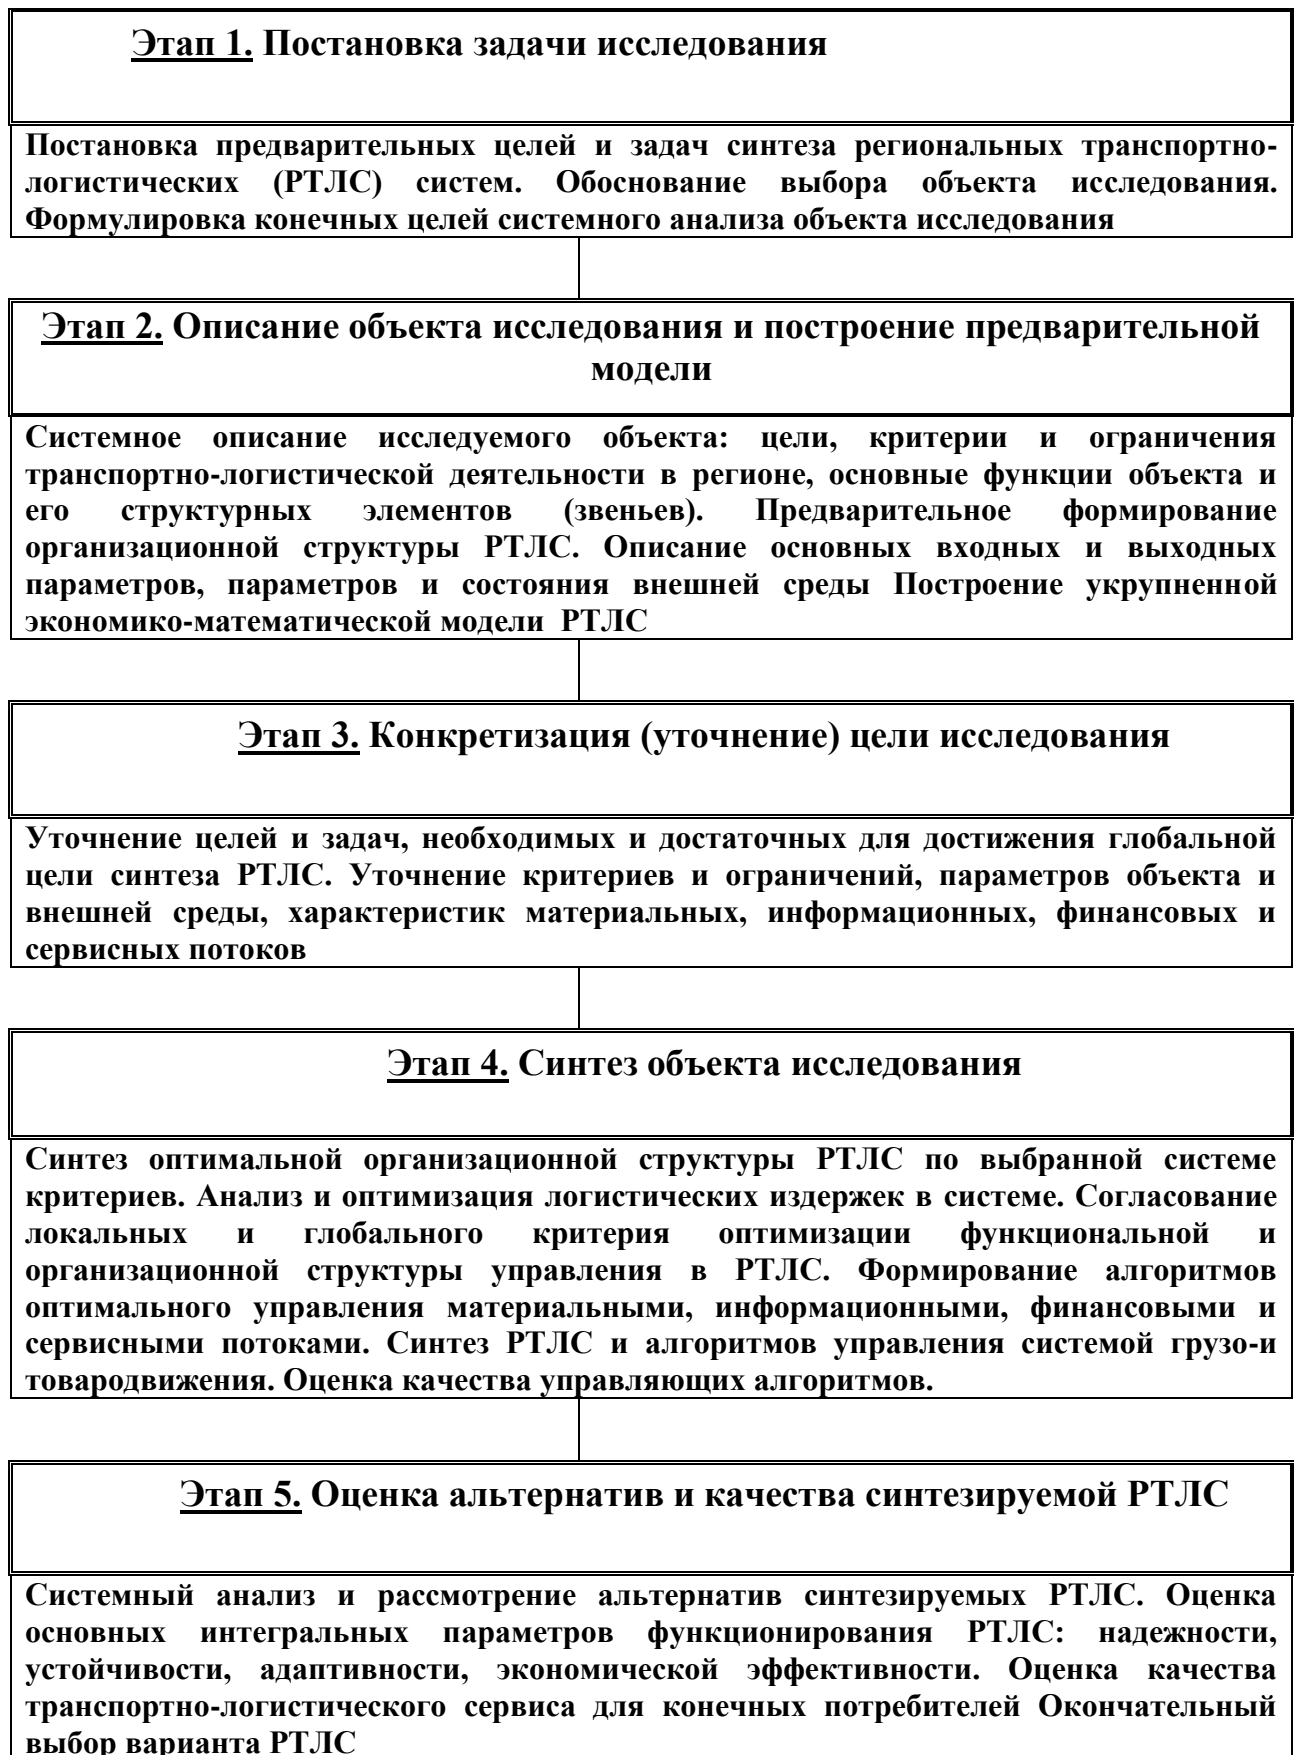 Этап 1. Постановка задачи исследования
Постановка предварительных целей и задач синтеза региональных транспортно-
логистических (РТЛС) систем. Обоснование выбора объекта исследования.
Формулировка конечных целей системного анализа объекта исследования
Этап 2. Описание объекта исследования и построение предварительной
модели
Системное описание исследуемого объекта: цели, критерии и ограничения
транспортно-логистической деятельности в регионе, основные функции объекта и
его структурных элементов (звеньев). Предварительное формирование
организационной структуры РТЛС. Описание основных входных и выходных
параметров, параметров и состояния внешней среды Построение укрупненной
экономико-математической модели РТЛС
Этап 3. Конкретизация (уточнение) цели исследования
Уточнение целей и задач, необходимых и достаточных для достижения глобальной
цели синтеза РТЛС. Уточнение критериев и ограничений, параметров объекта и
внешней среды, характеристик материальных, информационных, финансовых и
сервисных потоков
Этап 4. Синтез объекта исследования
Синтез оптимальной организационной структуры РТЛС по выбранной системе
критериев. Анализ и оптимизация логистических издержек в системе. Согласование
локальных и глобального критерия оптимизации функциональной и
организационной структуры управления в РТЛС. Формирование алгоритмов
оптимального управления материальными, информационными, финансовыми и
сервисными потоками. Синтез РТЛС и алгоритмов управления системой грузо-и
товародвижения. Оценка качества управляющих алгоритмов.
Этап 5. Оценка альтернатив и качества синтезируемой РТЛС
Системный анализ и рассмотрение альтернатив синтезируемых РТЛС. Оценка
основных интегральных параметров функционирования РТЛС: надежности,
устойчивости, адаптивности, экономической эффективности. Оценка качества
транспортно-логистического сервиса для конечных потребителей Окончательный
выбор варианта РТЛС